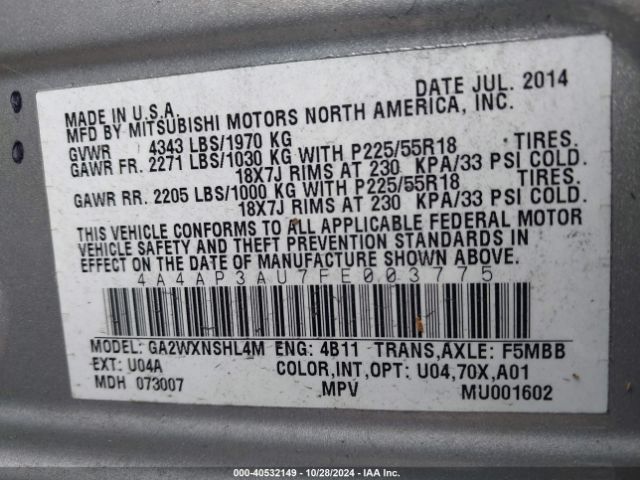 MADE IN U.S.A. DATE JUL. 2014
MFD BY MITSUBISHI MOTORS NORTH AMERICA, INC.
GVWR 4343 LBS/1970 KG
GAWR FR. 2271 LBS/1030 KG WITH P225/55R18 TIRES.
18X7J RIMS AT 230 KPA/33 PSI COLD.
GAWR RR. 2205 LBS/1000 KG WITH P225/55R18 TIRES.
18X7J RIMS AT 230 KPA/33 PSI COLD.
THIS VEHICLE CONFORMS TO ALL APPLICABLE FEDERAL MOTOR
VEHICLE SAFETY AND THEFT PREVENTION STANDARDS IN
EFFECT ON THE DATE OF MANUFACTURE SHOWN ABOVE.
4A4AP3AU7FE003775
MODEL: GA2WXNSHL4M ENG: 4B11 TRANS,AXLE: F5MBB
EXT: U04A COLOR,INT,OPT: U04,70X,A01
MDH 073007 MPV MU001602
000-40532149 - 10/28/2024 - IAA Inc.